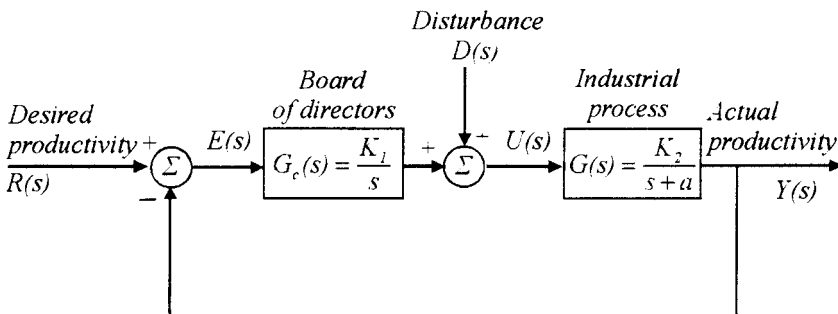 Disturbance
D(s)
Board
of directors
Industrial
process
Desired
productivity
Actual
productivity
R(s)
+
−
Σ
E(s)
G_c(s) = K_1 / s
+
−
Σ
U(s)
G(s) = K_2 / s + a
Y(s)